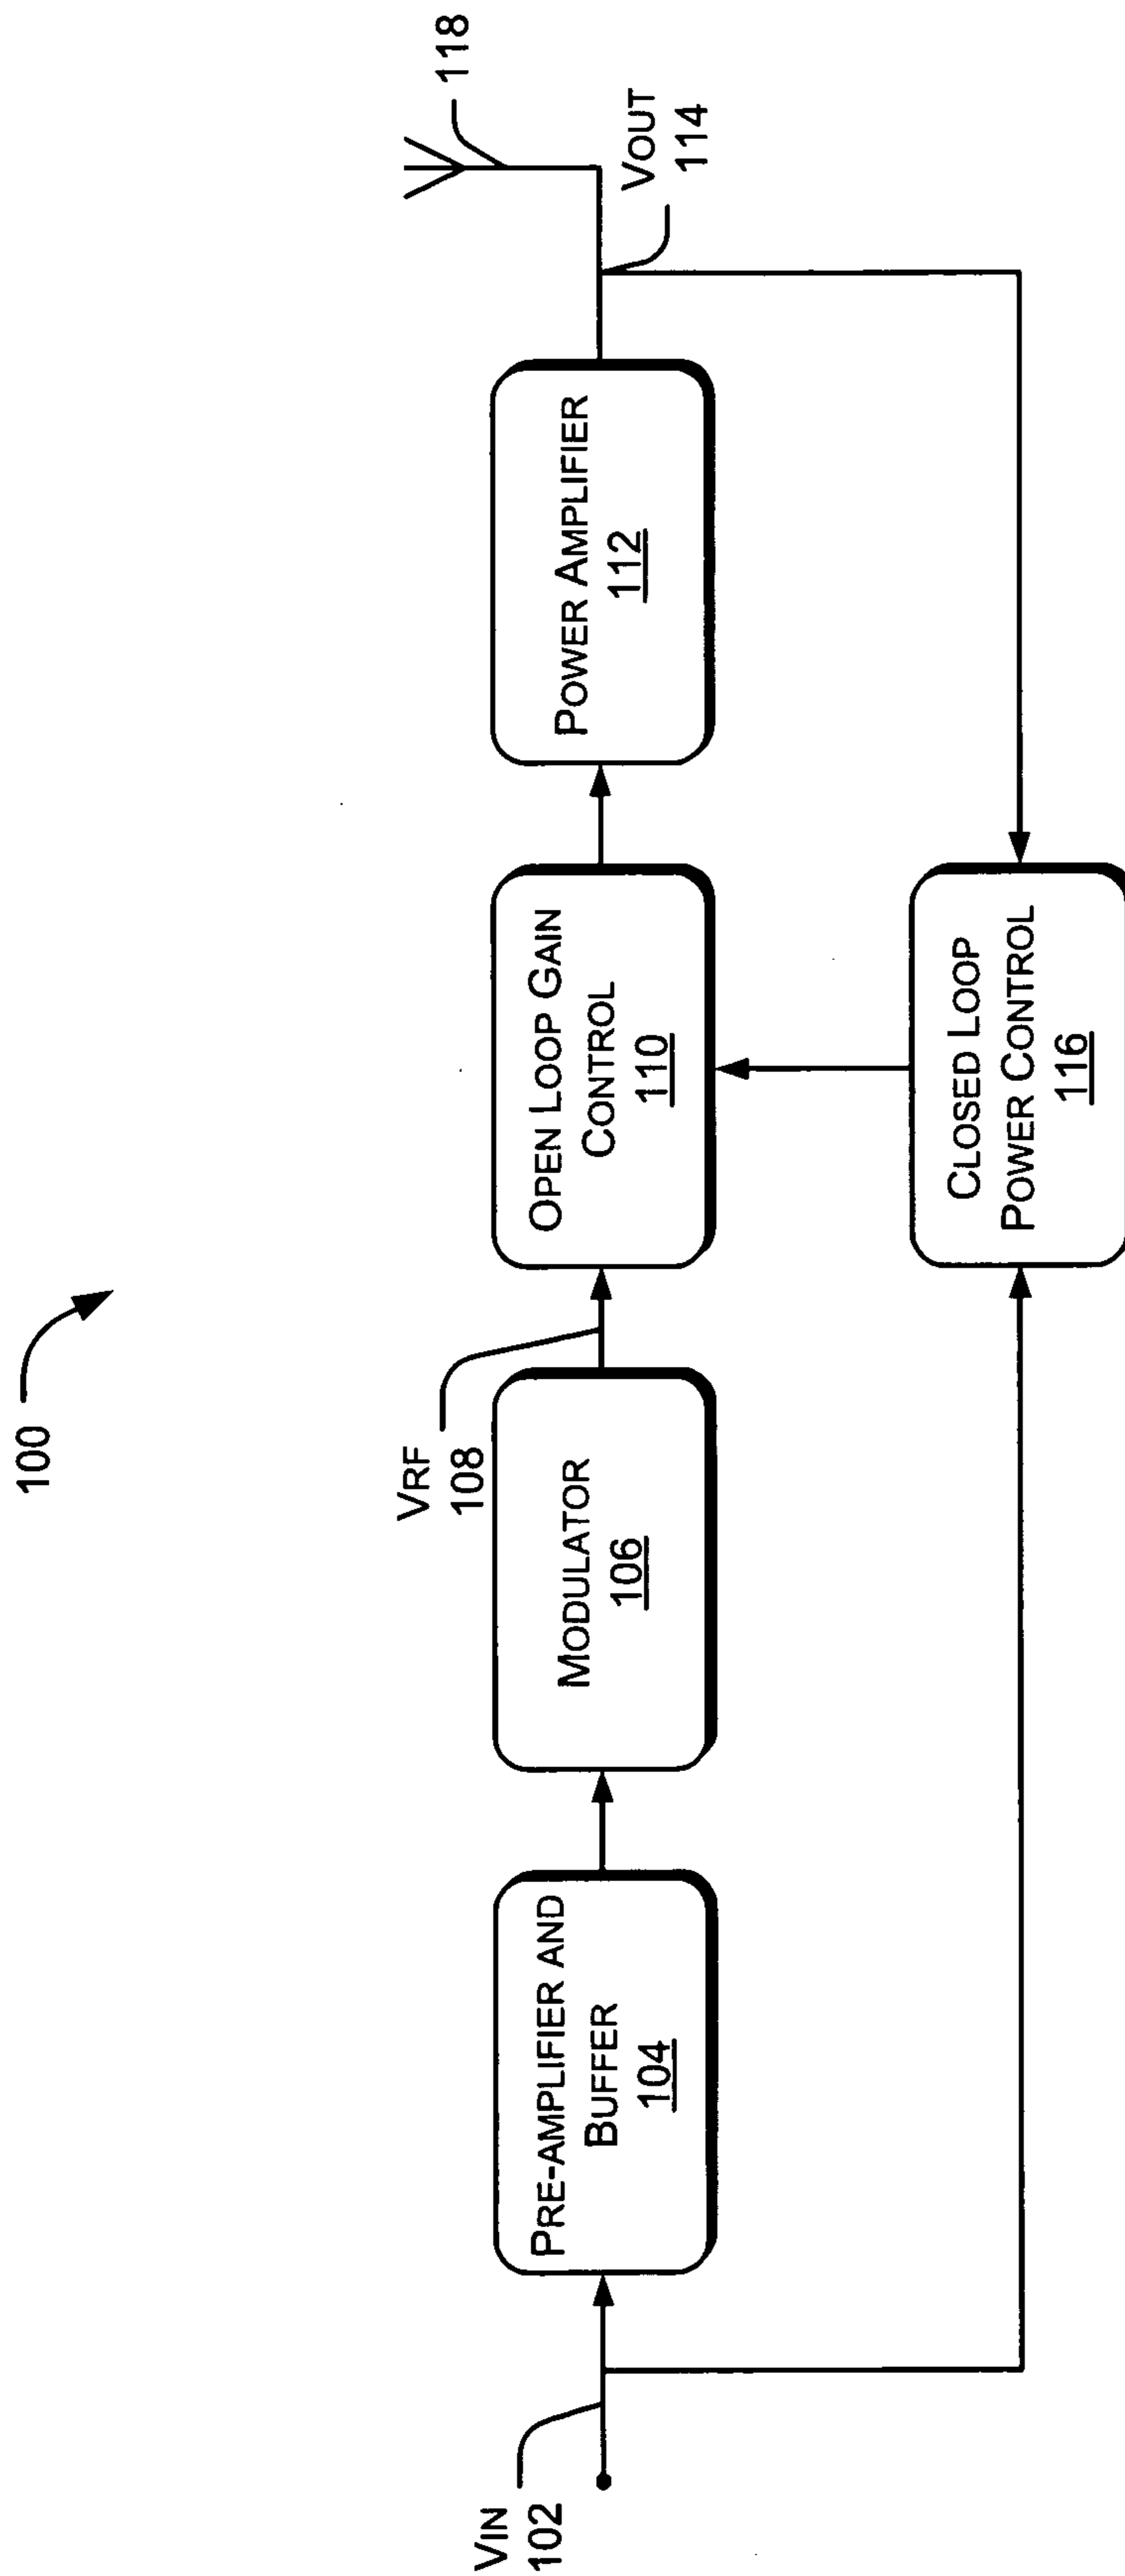 100
VIN
102
PRE-AMPLIFIER AND
BUFFER
104
MODULATOR
106
VRF
108
OPEN LOOP GAIN
CONTROL
110
POWER AMPLIFIER
112
118
VOUT
114
CLOSED LOOP
POWER CONTROL
116